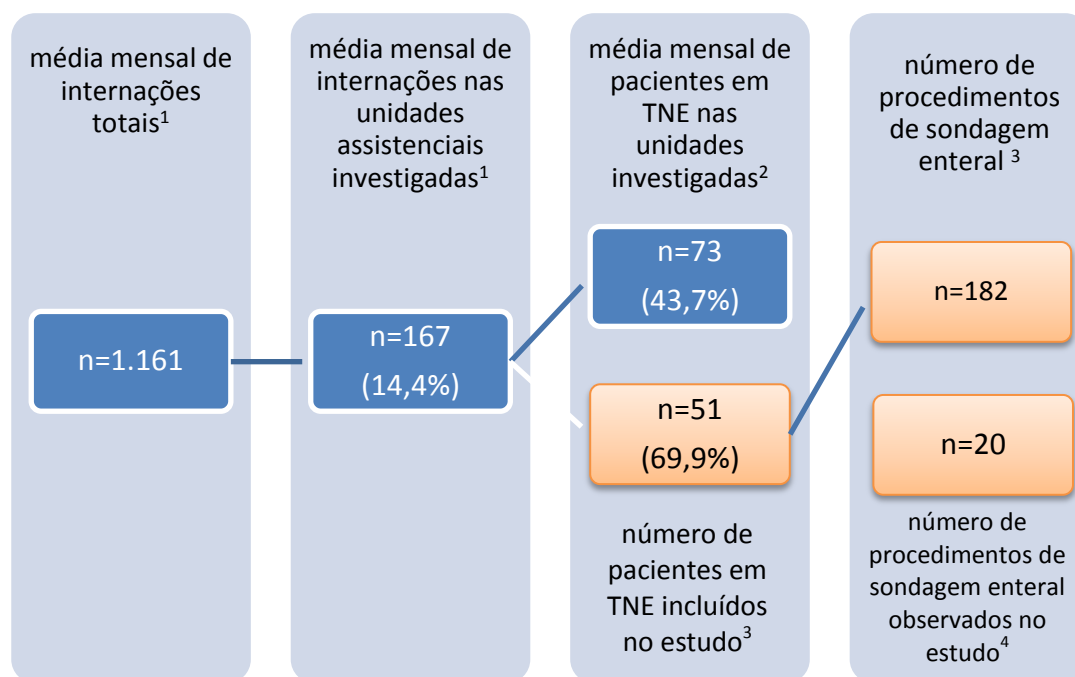 média mensal de
internações
totais¹
n=1.161
média mensal de
internações nas
unidades
assistenciais
investigadas¹
n=167
(14,4%)
média mensal de
pacientes em
TNE nas
unidades
investigadas²
n=73
(43,7%)
n=51
(69,9%)
número de
pacientes em
TNE incluídos
no estudo³
número de
procedimentos
de sondagem
enteral ³
n=182
n=20
número de
procedimentos de
sondagem enteral
observados no
estudo⁴